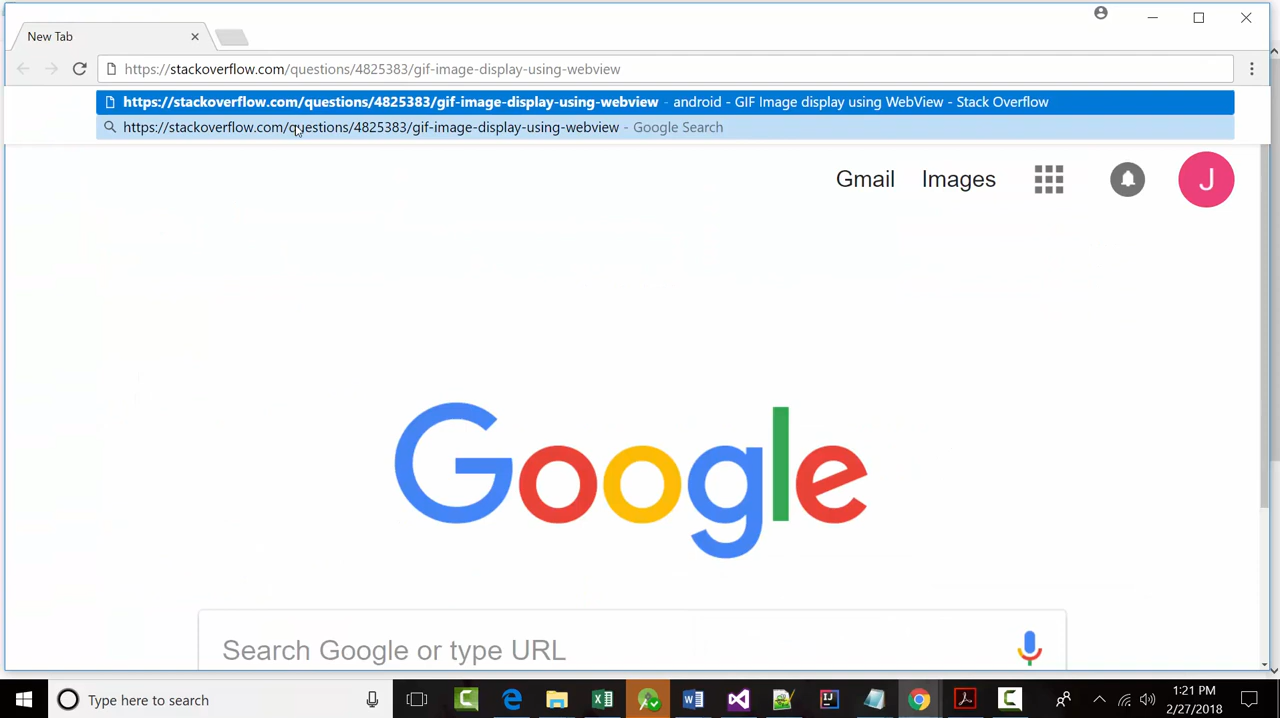 New Tab
https://stackoverflow.com/questions/4825383/gif-image-display-using-webview
https://stackoverflow.com/questions/4825383/gif-image-display-using-webview - android - GIF Image display using WebView - Stack Overflow
https://stackoverflow.com/questions/4825383/gif-image-display-using-webview - Google Search
Gmail Images J
Google
Search Google or type URL
Type here to search
1:21 PM
2/27/2018